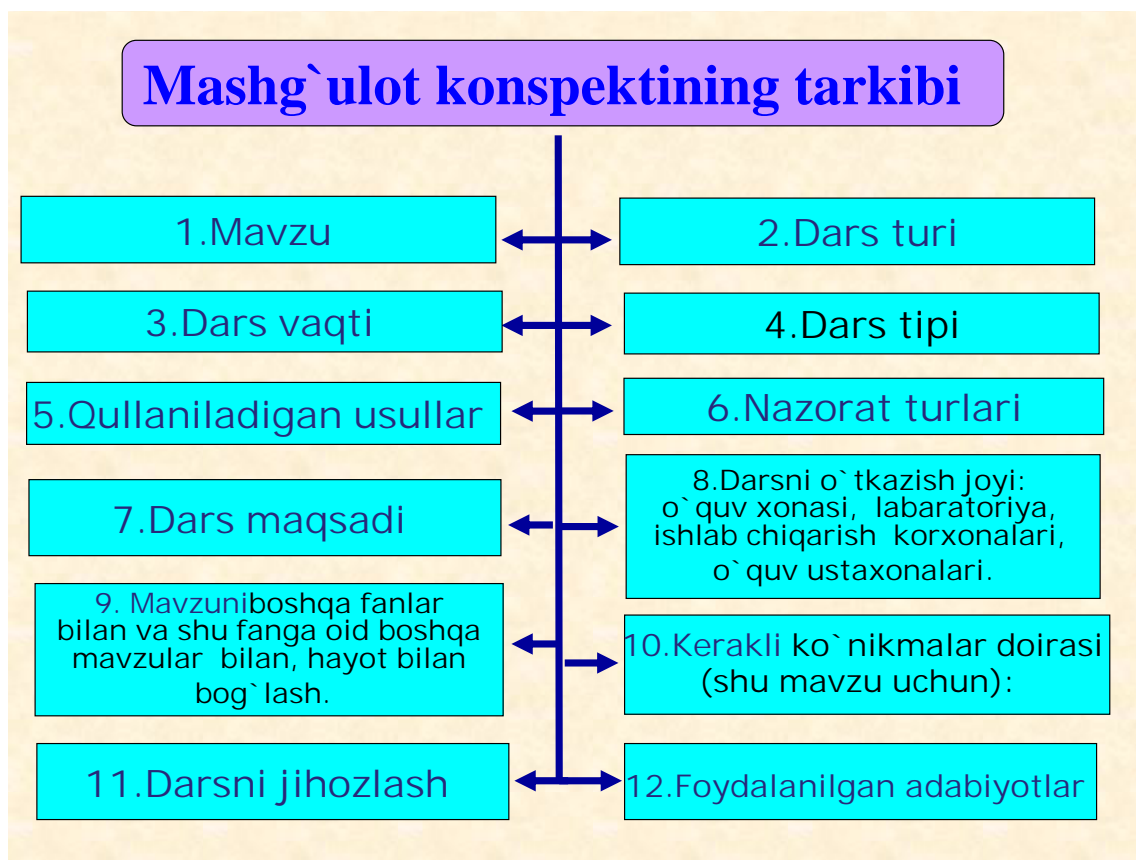 Mashg`ulot konspektining tarkibi
1.Mavzu
2.Dars turi
3.Dars vaqti
4.Dars tipi
5.Qullaniladigan usullar
6.Nazorat turlari
7.Dars maqsadi
8.Darsni o`tkazish joyi:
o`quv xonasi, labaratoriya,
ishlab chiqarish korxonalari,
o`quv ustaxonalari.
9. Mavzuniboshqa fanlar
bilan va shu fanga oid boshqa
mavzular bilan, hayot bilan
bog`lash.
10.Kerakli ko`nikmalar doirasi
(shu mavzu uchun):
11.Darsni jihozlash
12.Foydalanilgan adabiyotlar